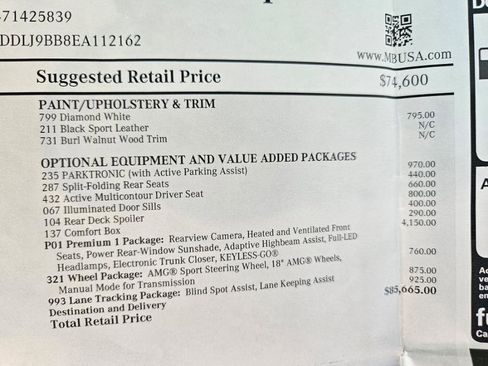 71425839
DDLJ9BB8EA112162
www.MBUSA.com
Suggested Retail Price $74,600
PAINT/UPHOLSTERY & TRIM
799 Diamond White 795.00
211 Black Sport Leather N/C
731 Burl Walnut Wood Trim N/C
OPTIONAL EQUIPMENT AND VALUE ADDED PACKAGES
235 PARKTRONIC (with Active Parking Assist) 970.00
287 Split-Folding Rear Seats 440.00
432 Active Multicontour Driver Seat 660.00
067 Illuminated Door Sills 800.00
104 Rear Deck Spoiler 400.00
137 Comfort Box 290.00
P01 Premium 1 Package: Rearview Camera, Heated and Ventilated Front 4,150.00
Seats, Power Rear-Window Sunshade, Adaptive Highbeam Assist, Full-LED
Headlamps, Electronic Trunk Closer, KEYLESS-GO®
321 Wheel Package: AMG® Sport Steering Wheel, 18" AMG® Wheels, 760.00
Manual Mode for Transmission
993 Lane Tracking Package: Blind Spot Assist, Lane Keeping Assist 875.00
Destination and Delivery 925.00
Total Retail Price $85,665.00